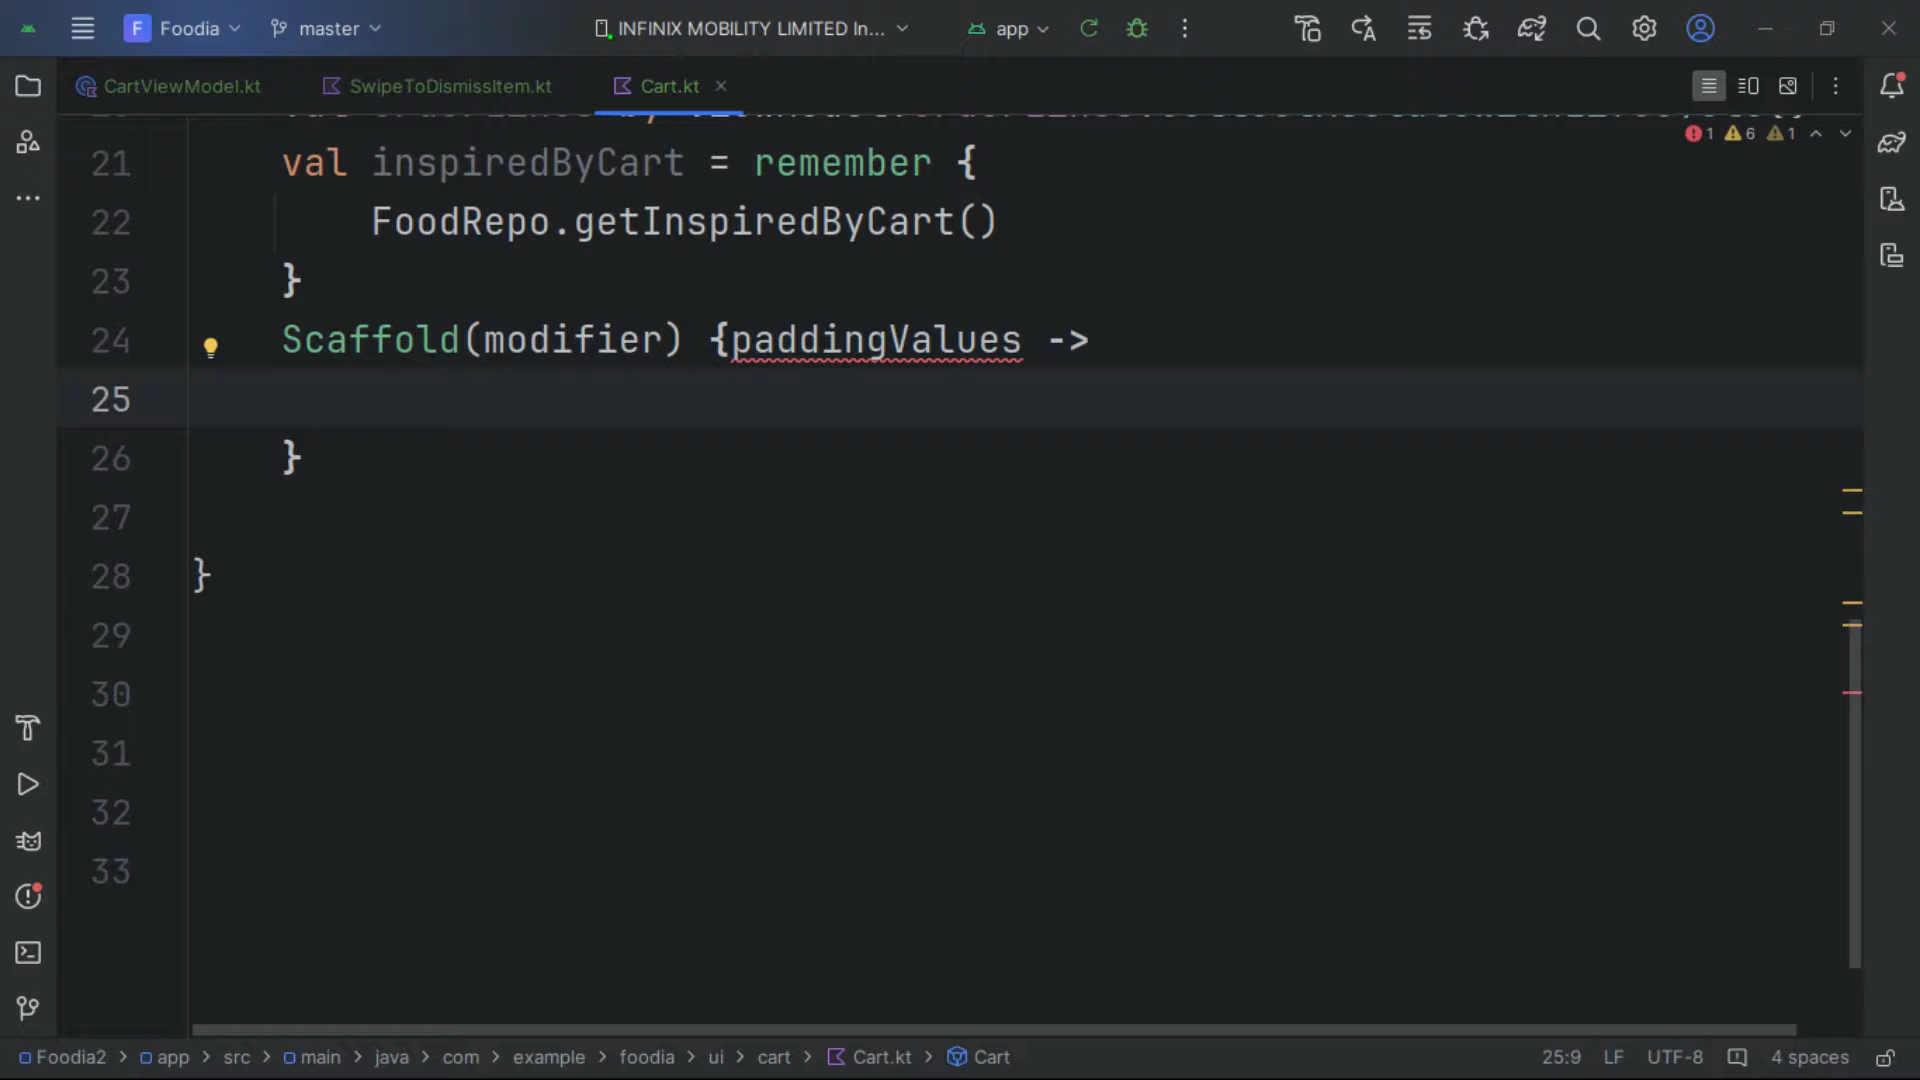 F Foodia master INFINIX MOBILITY LIMITED In... app
CartViewModel.kt SwipeToDismissItem.kt Cart.kt
1 6 1
21 val inspiredByCart = remember {
22 FoodRepo.getInspiredByCart()
23 }
24 Scaffold(modifier) {paddingValues ->
25
26 }
27
28 }
29
30
31
32
33
Foodia2 > app > src > main > java > com > example > foodia > ui > cart > Cart.kt > Cart 25:9 LF UTF-8 4 spaces